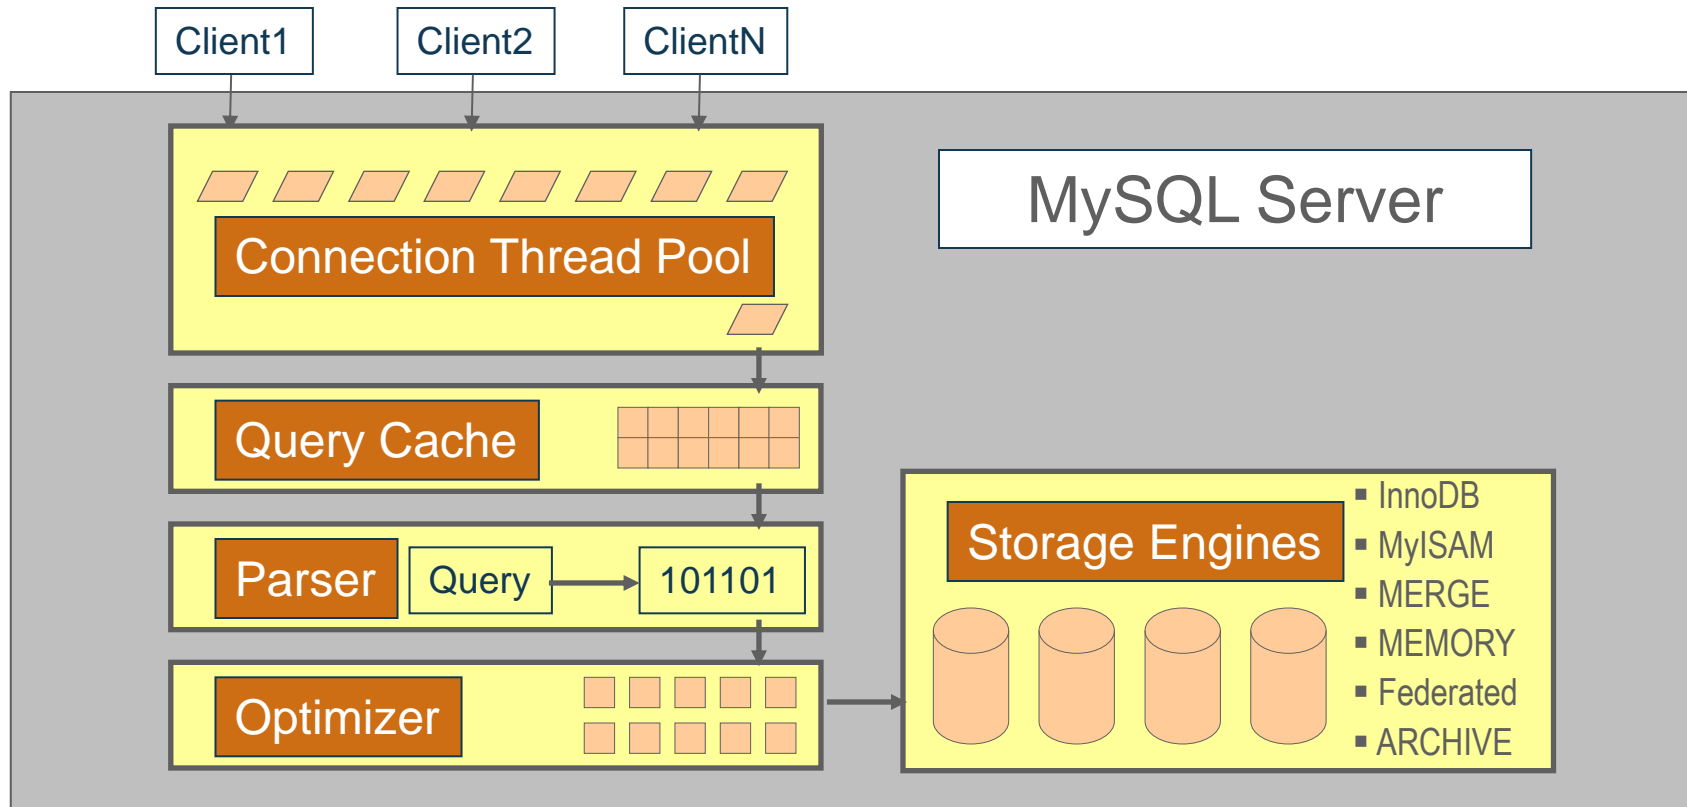 Client1
Client2
ClientN
MySQL Server
Connection Thread Pool
Query Cache
Parser
Query
101101
Optimizer
Storage Engines
▪ InnoDB
▪ MyISAM
▪ MERGE
▪ MEMORY
▪ Federated
▪ ARCHIVE